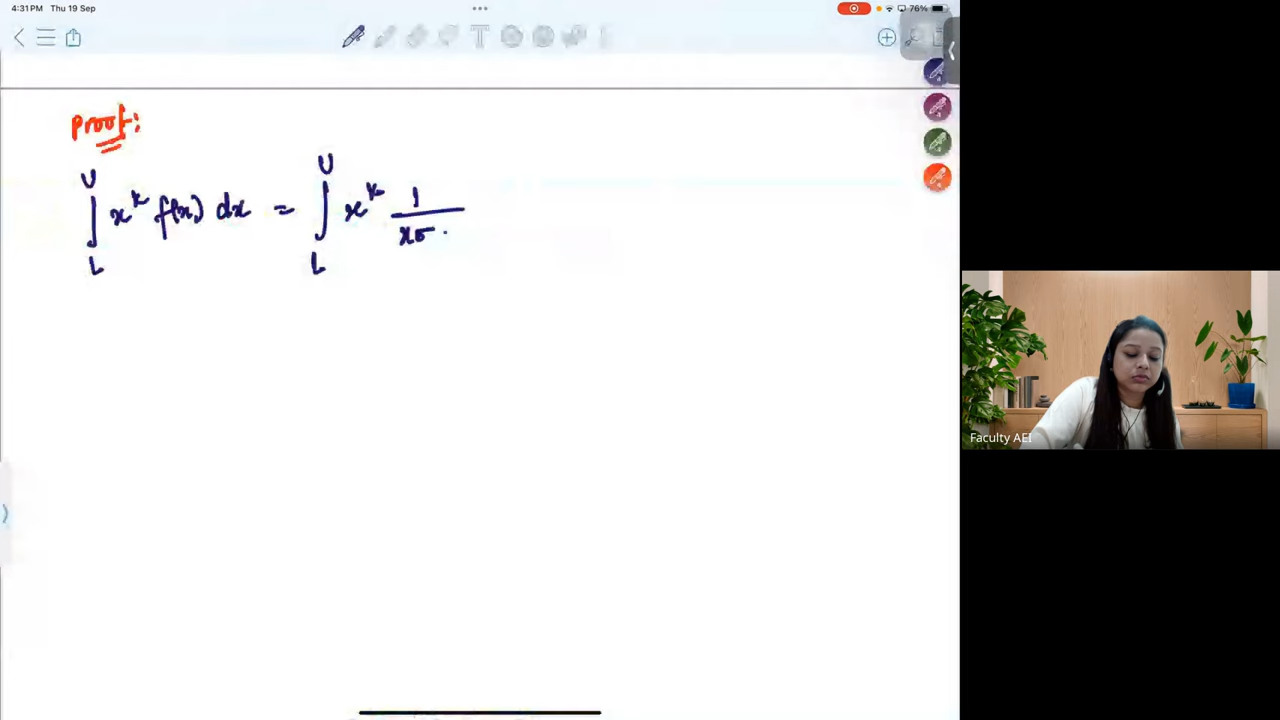 4:31 PM Thu 19 Sep
76%
Proof:
∫_L^U x^k f(x) dx = ∫_L^U x^k 1/(xσ ·
Faculty AEI